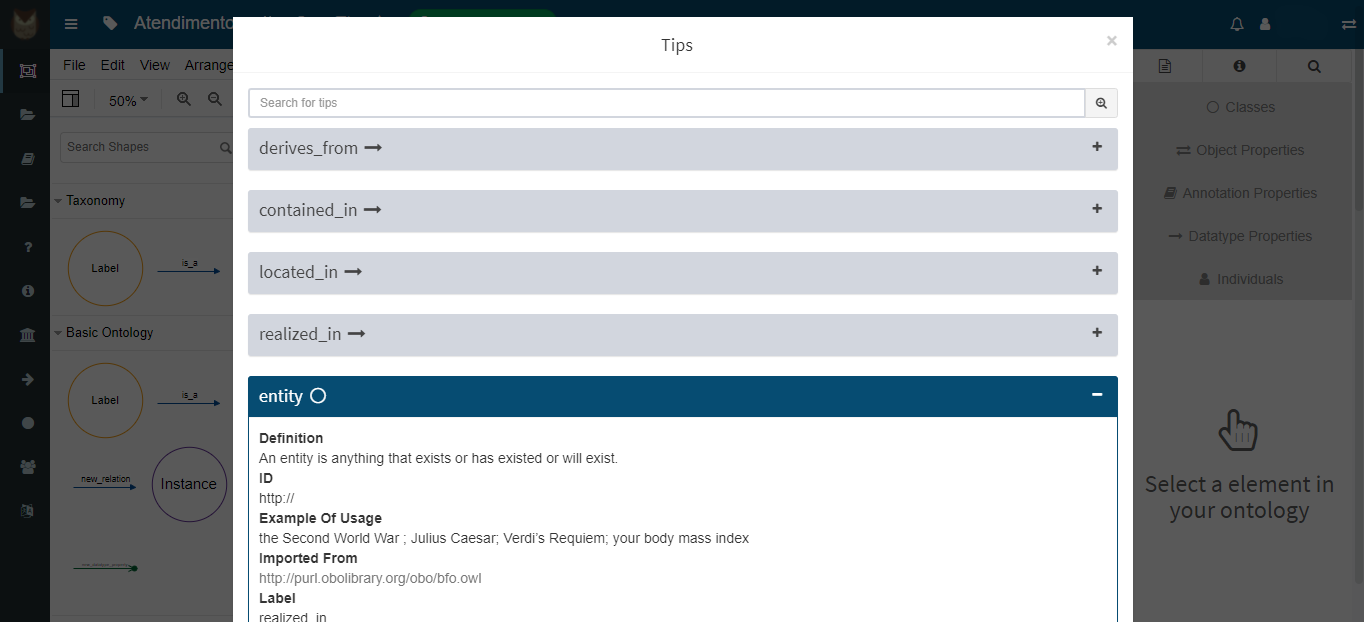 Atendimento
Tips
×
File Edit View Arrange
50%
Search for tips
Search Shapes
derives_from
contained_in
located_in
realized_in
entity
Definition
An entity is anything that exists or has existed or will exist.
ID
http://
Example Of Usage
the Second World War ; Julius Caesar; Verdi’s Requiem; your body mass index
Imported From
http://purl.obolibrary.org/obo/bfo.owl
Label
realized_in
Taxonomy
Label
is_a
Basic Ontology
Label
is_a
new_relation
Instance
Classes
Object Properties
Annotation Properties
Datatype Properties
Individuals
Select a element in
your ontology